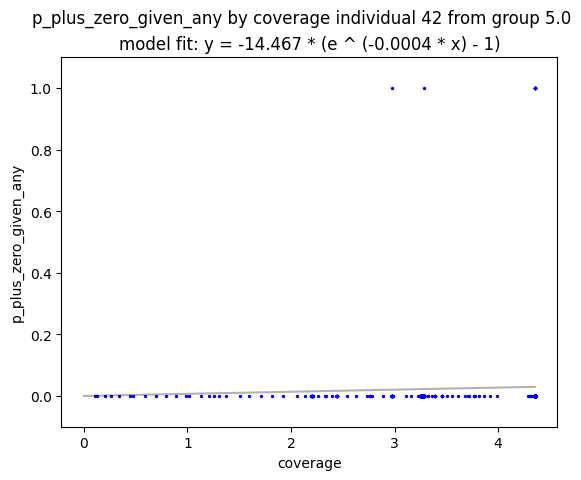 p_plus_zero_given_any by coverage individual 42 from group 5.0
model fit: y = -14.467 * (e ^ (-0.0004 * x) - 1)
1.0
0.8
0.6
0.4
0.2
0.0
p_plus_zero_given_any
0
1
2
3
4
coverage